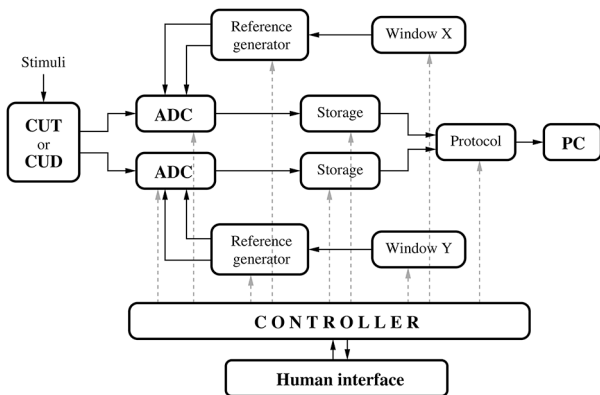 Reference
generator
Window X
Stimuli
CUT
or
CUD
ADC
Storage
Protocol
PC
ADC
Storage
Reference
generator
Window Y
CONTROLLER
Human interface